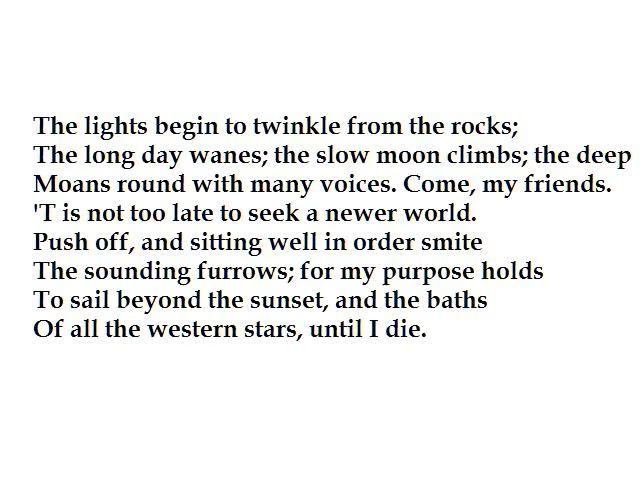 The lights begin to twinkle from the rocks;
The long day wanes; the slow moon climbs; the deep
Moans round with many voices. Come, my friends.
'T is not too late to seek a newer world.
Push off, and sitting well in order smite
The sounding furrows; for my purpose holds
To sail beyond the sunset, and the baths
Of all the western stars, until I die.